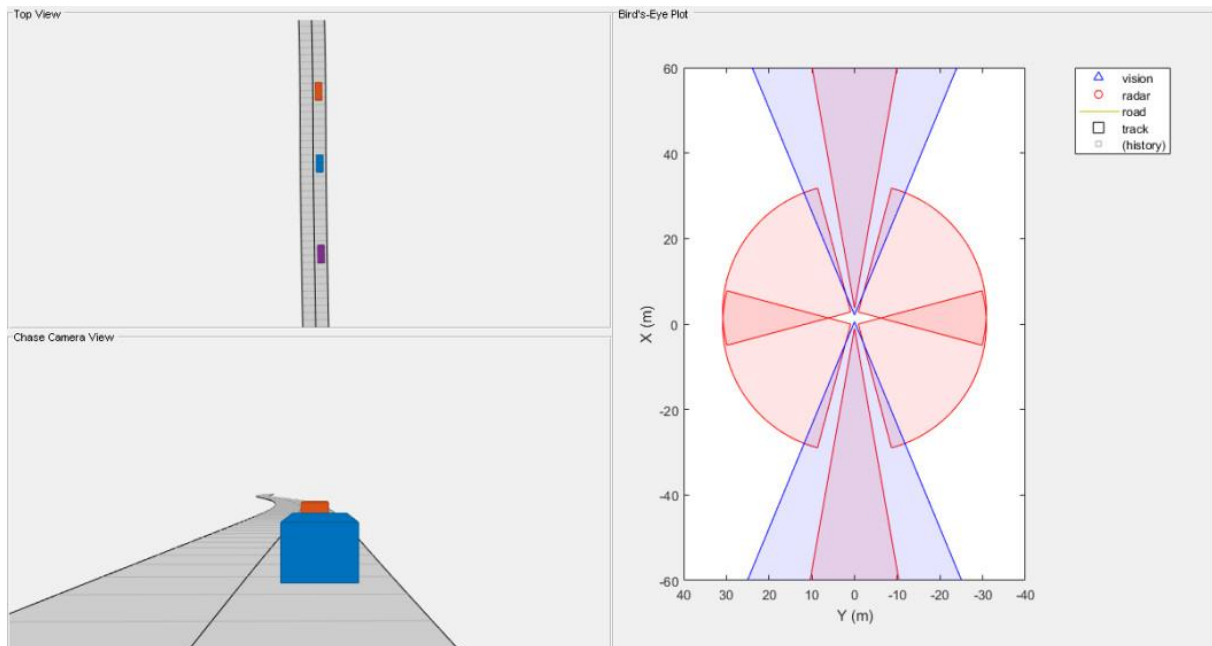 Top View
Chase Camera View
Bird's-Eye Plot
60
40
20
0
-20
-40
-60
X (m)
40 30 20 10 0 -10 -20 -30 -40
Y (m)
vision
radar
road
track
(history)